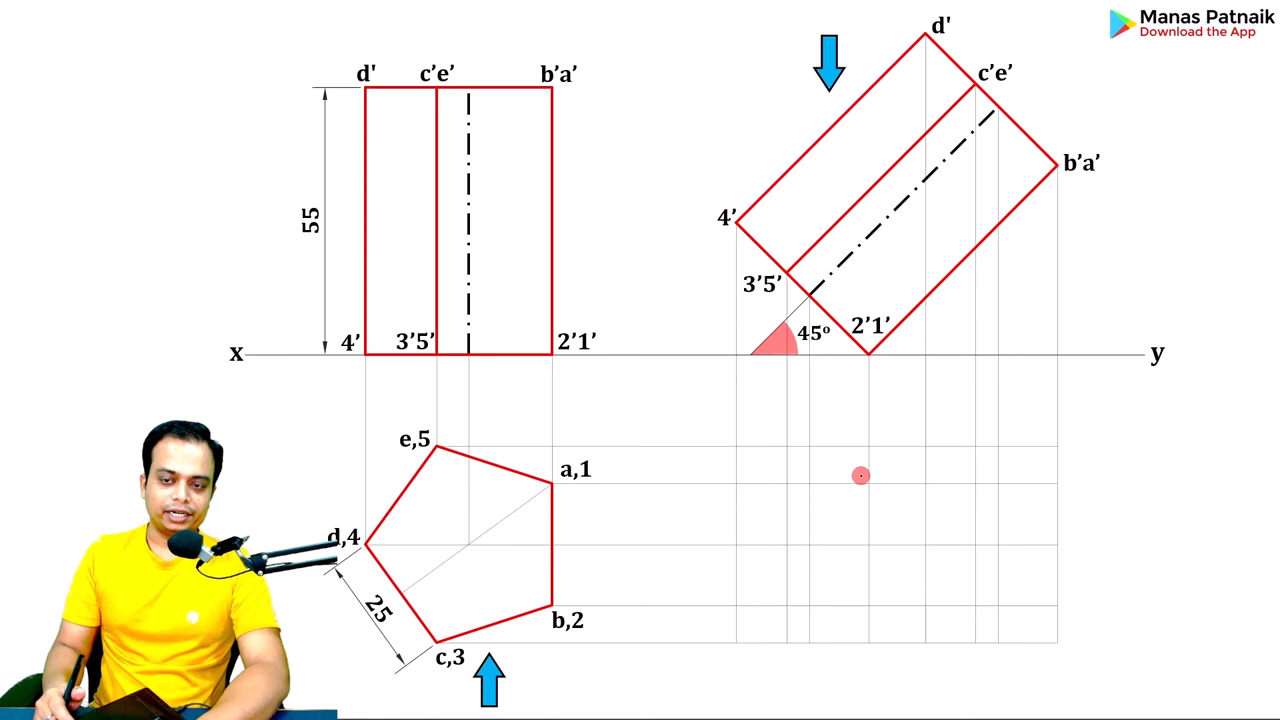 Manas Patnaik
Download the App
d'
c’e’
b’a’
55
4’
3’5’
2’1’
x
d'
c’e’
b’a’
4’
3’5’
45º
2’1’
y
e,5
a,1
d,4
25
b,2
c,3